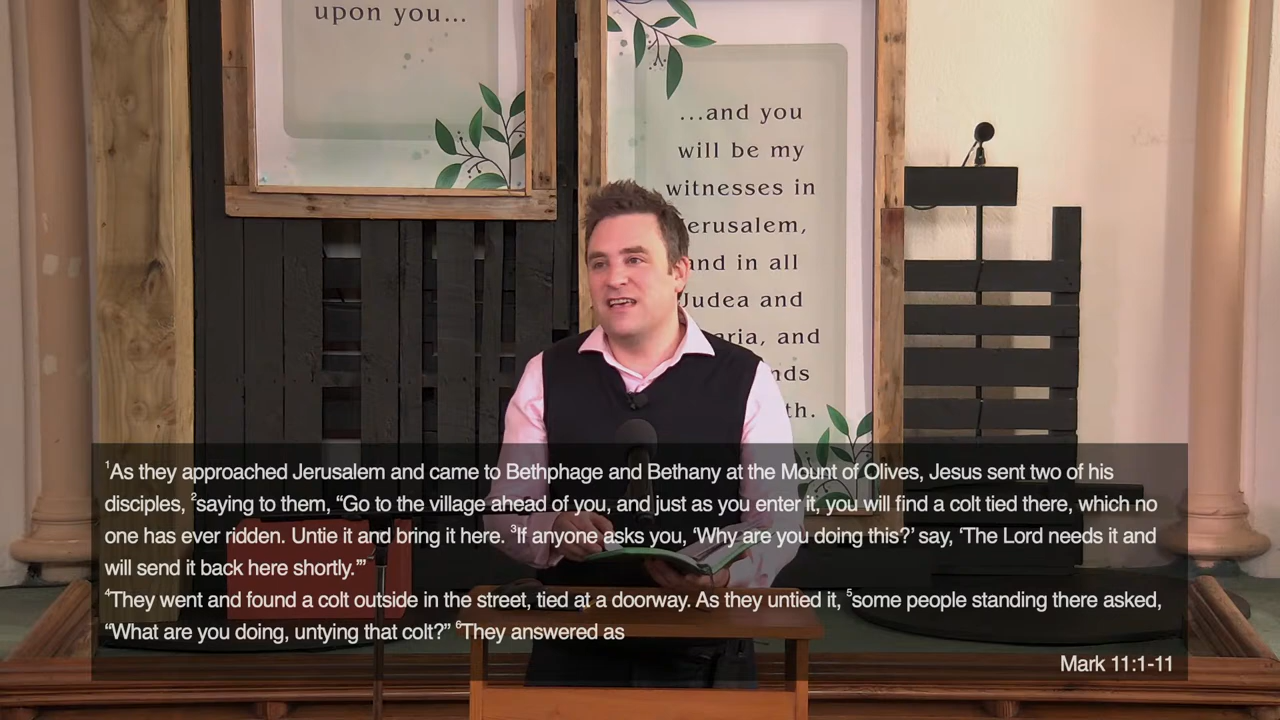 upon you...
...and you
will be my
witnesses in
erusalem,
and in all
Judea and
aria, and
nds
th.
¹As they approached Jerusalem and came to Bethphage and Bethany at the Mount of Olives, Jesus sent two of his
disciples, ²saying to them, “Go to the village ahead of you, and just as you enter it, you will find a colt tied there, which no
one has ever ridden. Untie it and bring it here. ³If anyone asks you, ‘Why are you doing this?’ say, ‘The Lord needs it and
will send it back here shortly.’”
⁴They went and found a colt outside in the street, tied at a doorway. As they untied it, ⁵some people standing there asked,
“What are you doing, untying that colt?” ⁶They answered as
Mark 11:1-11